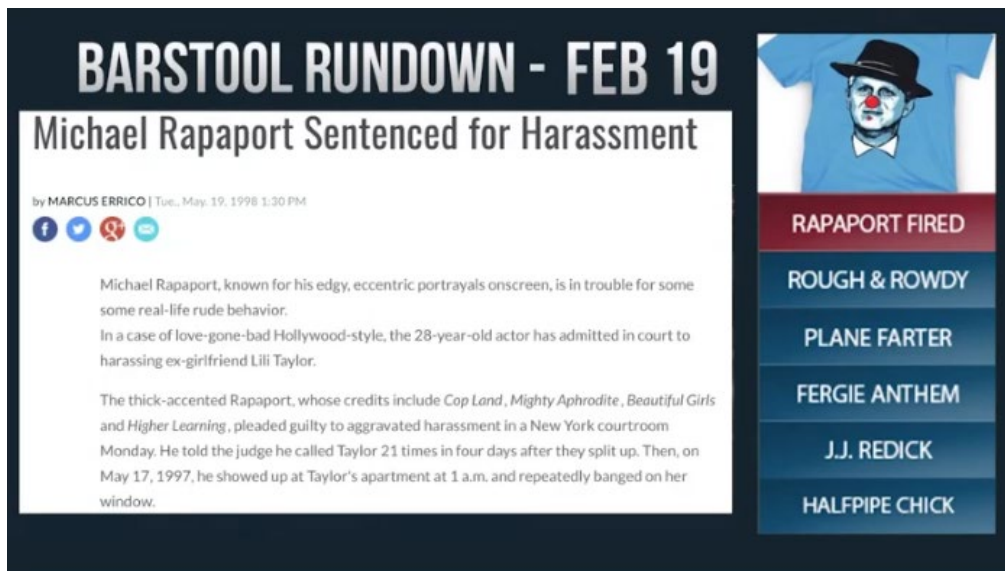 BARSTOOL RUNDOWN - FEB 19
Michael Rapaport Sentenced for Harassment
by MARCUS ERRICO | Tue., May. 19, 1998 1:30 PM
f g+
Michael Rapaport, known for his edgy, eccentric portrayals onscreen, is in trouble for some
some real-life rude behavior.
In a case of love-gone-bad Hollywood-style, the 28-year-old actor has admitted in court to
harassing ex-girlfriend Lili Taylor.
The thick-accented Rapaport, whose credits include Cop Land, Mighty Aphrodite, Beautiful Girls
and Higher Learning, pleaded guilty to aggravated harassment in a New York courtroom
Monday. He told the judge he called Taylor 21 times in four days after they split up. Then, on
May 17, 1997, he showed up at Taylor's apartment at 1 a.m. and repeatedly banged on her
window.
RAPAPORT FIRED
ROUGH & ROWDY
PLANE FARTER
FERGIE ANTHEM
J.J. REDICK
HALFPIPE CHICK